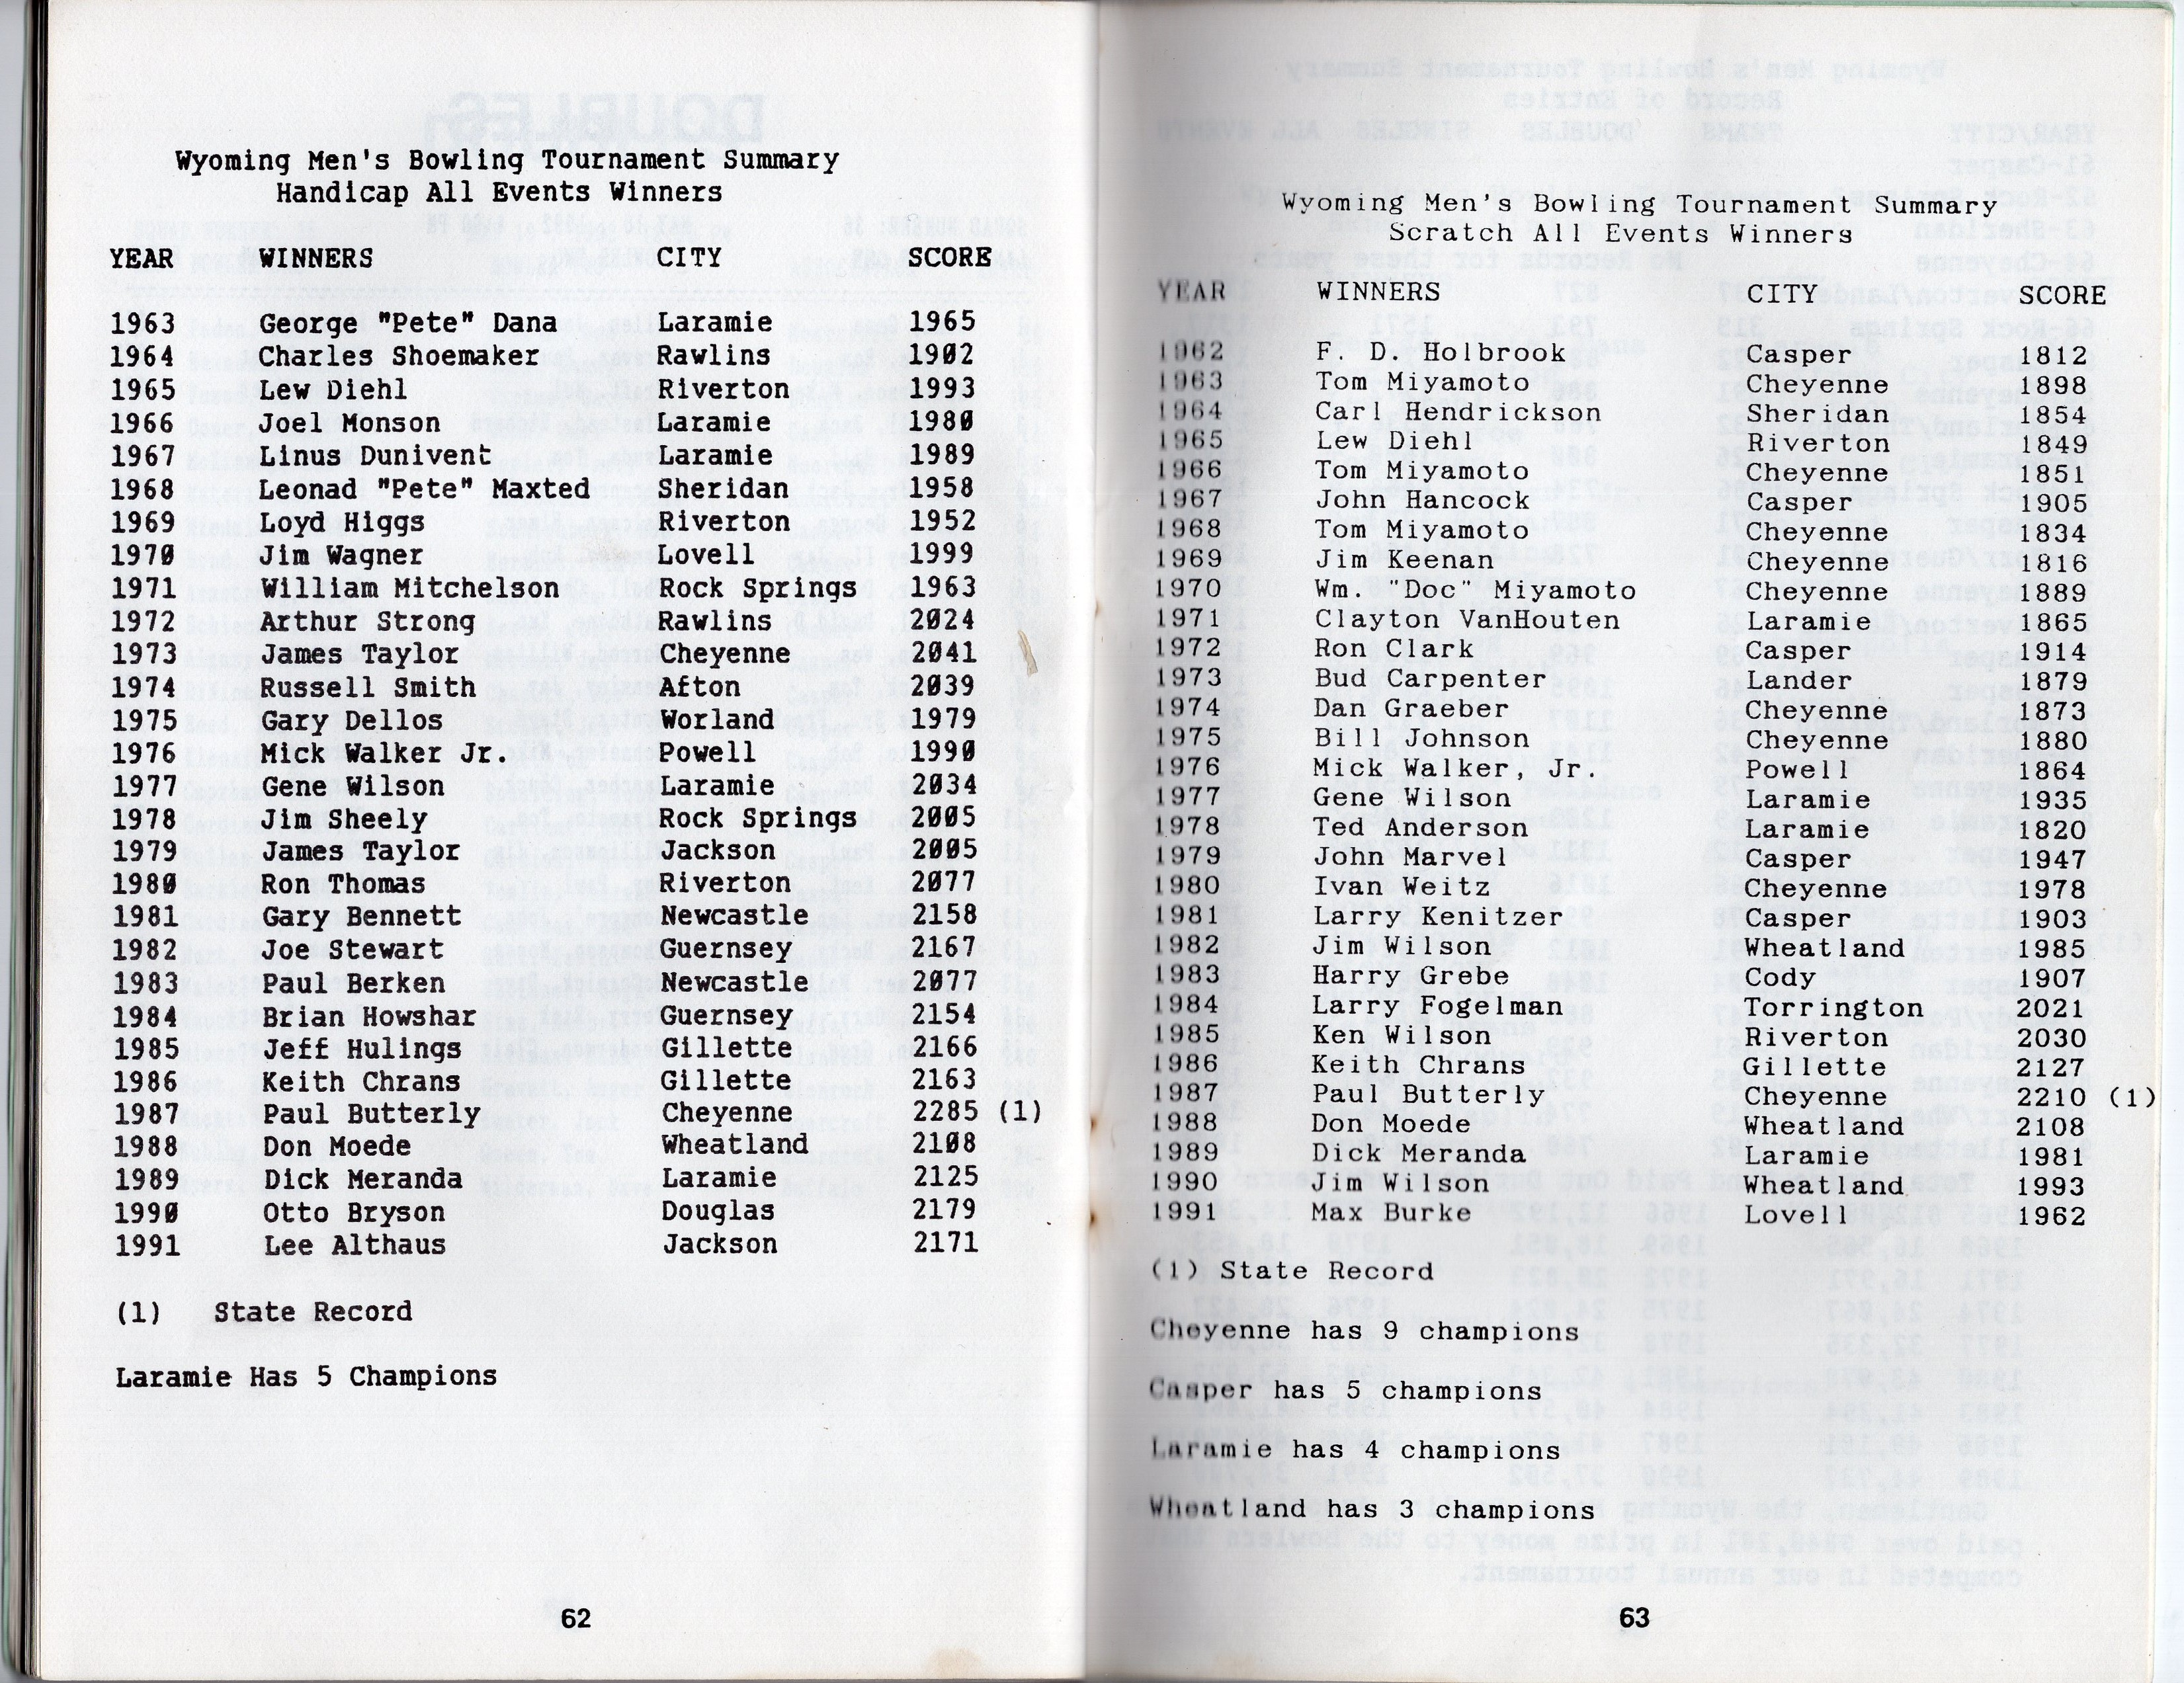 Wyoming Men's Bowling Tournament Summary
Handicap All Events Winners
YEAR WINNERS CITY SCORE
1963 George "Pete" Dana Laramie 1965
1964 Charles Shoemaker Rawlins 1902
1965 Lew Diehl Riverton 1993
1966 Joel Monson Laramie 1980
1967 Linus Dunivent Laramie 1989
1968 Leonad "Pete" Maxted Sheridan 1958
1969 Loyd Higgs Riverton 1952
1970 Jim Wagner Lovell 1999
1971 William Mitchelson Rock Springs 1963
1972 Arthur Strong Rawlins 2024
1973 James Taylor Cheyenne 2041
1974 Russell Smith Afton 2039
1975 Gary Dellos Worland 1979
1976 Mick Walker Jr. Powell 1990
1977 Gene Wilson Laramie 2034
1978 Jim Sheely Rock Springs 2005
1979 James Taylor Jackson 2005
1980 Ron Thomas Riverton 2077
1981 Gary Bennett Newcastle 2158
1982 Joe Stewart Guernsey 2167
1983 Paul Berken Newcastle 2077
1984 Brian Howshar Guernsey 2154
1985 Jeff Hulings Gillette 2166
1986 Keith Chrans Gillette 2163
1987 Paul Butterly Cheyenne 2285 (1)
1988 Don Moede Wheatland 2108
1989 Dick Meranda Laramie 2125
1990 Otto Bryson Douglas 2179
1991 Lee Althaus Jackson 2171
(1) State Record
Laramie Has 5 Champions
62
Wyoming Men's Bowling Tournament Summary
Scratch All Events Winners
YEAR WINNERS CITY SCORE
1962 F. D. Holbrook Casper 1812
1963 Tom Miyamoto Cheyenne 1898
1964 Carl Hendrickson Sheridan 1854
1965 Lew Diehl Riverton 1849
1966 Tom Miyamoto Cheyenne 1851
1967 John Hancock Casper 1905
1968 Tom Miyamoto Cheyenne 1834
1969 Jim Keenan Cheyenne 1816
1970 Wm. "Doc" Miyamoto Cheyenne 1889
1971 Clayton VanHouten Laramie 1865
1972 Ron Clark Casper 1914
1973 Bud Carpenter Lander 1879
1974 Dan Graeber Cheyenne 1873
1975 Bill Johnson Cheyenne 1880
1976 Mick Walker, Jr. Powell 1864
1977 Gene Wilson Laramie 1935
1978 Ted Anderson Laramie 1820
1979 John Marvel Casper 1947
1980 Ivan Weitz Cheyenne 1978
1981 Larry Kenitzer Casper 1903
1982 Jim Wilson Wheatland 1985
1983 Harry Grebe Cody 1907
1984 Larry Fogelman Torrington 2021
1985 Ken Wilson Riverton 2030
1986 Keith Chrans Gillette 2127
1987 Paul Butterly Cheyenne 2210 (1)
1988 Don Moede Wheatland 2108
1989 Dick Meranda Laramie 1981
1990 Jim Wilson Wheatland 1993
1991 Max Burke Lovell 1962
(1) State Record
Cheyenne has 9 champions
Casper has 5 champions
Laramie has 4 champions
Wheatland has 3 champions
63